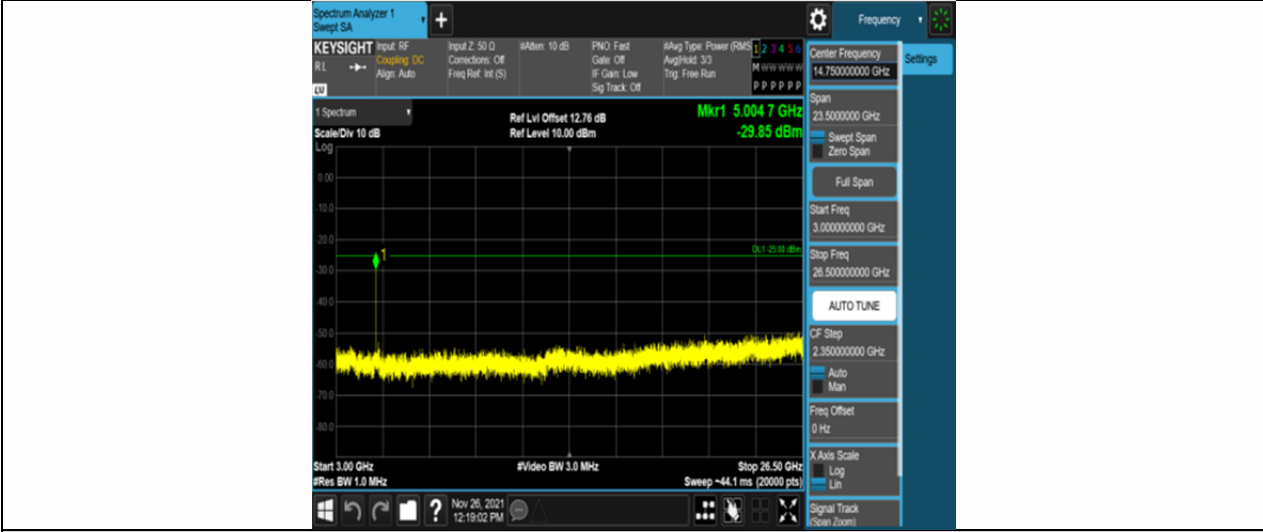 Spectrum Analyzer 1
Swept SA
+
Frequency
KEYSIGHT
RL
LV
Input: RF
Coupling: DC
Align: Auto
Input Z: 50 Ω
Corrections: Off
Freq Ref: Int (S)
#Atten: 10 dB
PNO: Fast
Gate: Off
IF Gain: Low
Sig Track: Off
#Avg Type: Power (RMS
Avg|Hold: 3/3
Trig: Free Run
1 2 3 4 5 6
M W W W W W
P P P P P P
Center Frequency
14.750000000 GHz
Settings
Span
23.5000000 GHz
Swept Span
Zero Span
Full Span
Start Freq
3.000000000 GHz
Stop Freq
26.500000000 GHz
AUTO TUNE
CF Step
2.350000000 GHz
Auto
Man
Freq Offset
0 Hz
X Axis Scale
Log
Lin
Signal Track
(Span Zoom)
1 Spectrum
Scale/Div 10 dB
Log
Ref Lvl Offset 12.76 dB
Ref Level 10.00 dBm
Mkr1 5.004 7 GHz
-29.85 dBm
0.00
-10.0
-20.0
-30.0
-40.0
-50.0
-60.0
-70.0
-80.0
1
DL1 -25.00 dBm
Start 3.00 GHz
#Res BW 1.0 MHz
#Video BW 3.0 MHz
Stop 26.50 GHz
Sweep ~44.1 ms (20000 pts)
?
Nov 26, 2021
12:19:02 PM